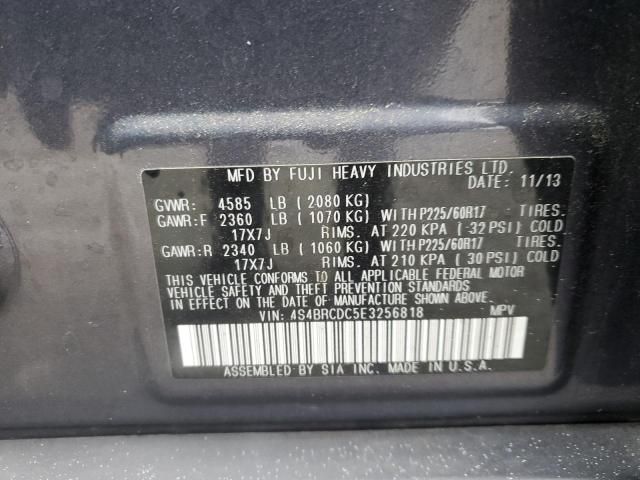 MFD BY FUJI HEAVY INDUSTRIES LTD.
DATE: 11/13
GVWR: 4585 LB ( 2080 KG)
GAWR:F 2360 LB ( 1070 KG) WITH P225/60R17 TIRES.
17X7J RIMS. AT 220 KPA ( 32 PSI) COLD
GAWR:R 2340 LB ( 1060 KG) WITH P225/60R17 TIRES.
17X7J RIMS. AT 210 KPA ( 30 PSI) COLD
THIS VEHICLE CONFORMS TO ALL APPLICABLE FEDERAL MOTOR
VEHICLE SAFETY AND THEFT PREVENTION STANDARDS
IN EFFECT ON THE DATE OF MANUFACTURE SHOWN ABOVE.
VIN: 4S4BRCDC5E3256818 MPV
ASSEMBLED BY SIA INC. MADE IN U.S.A.